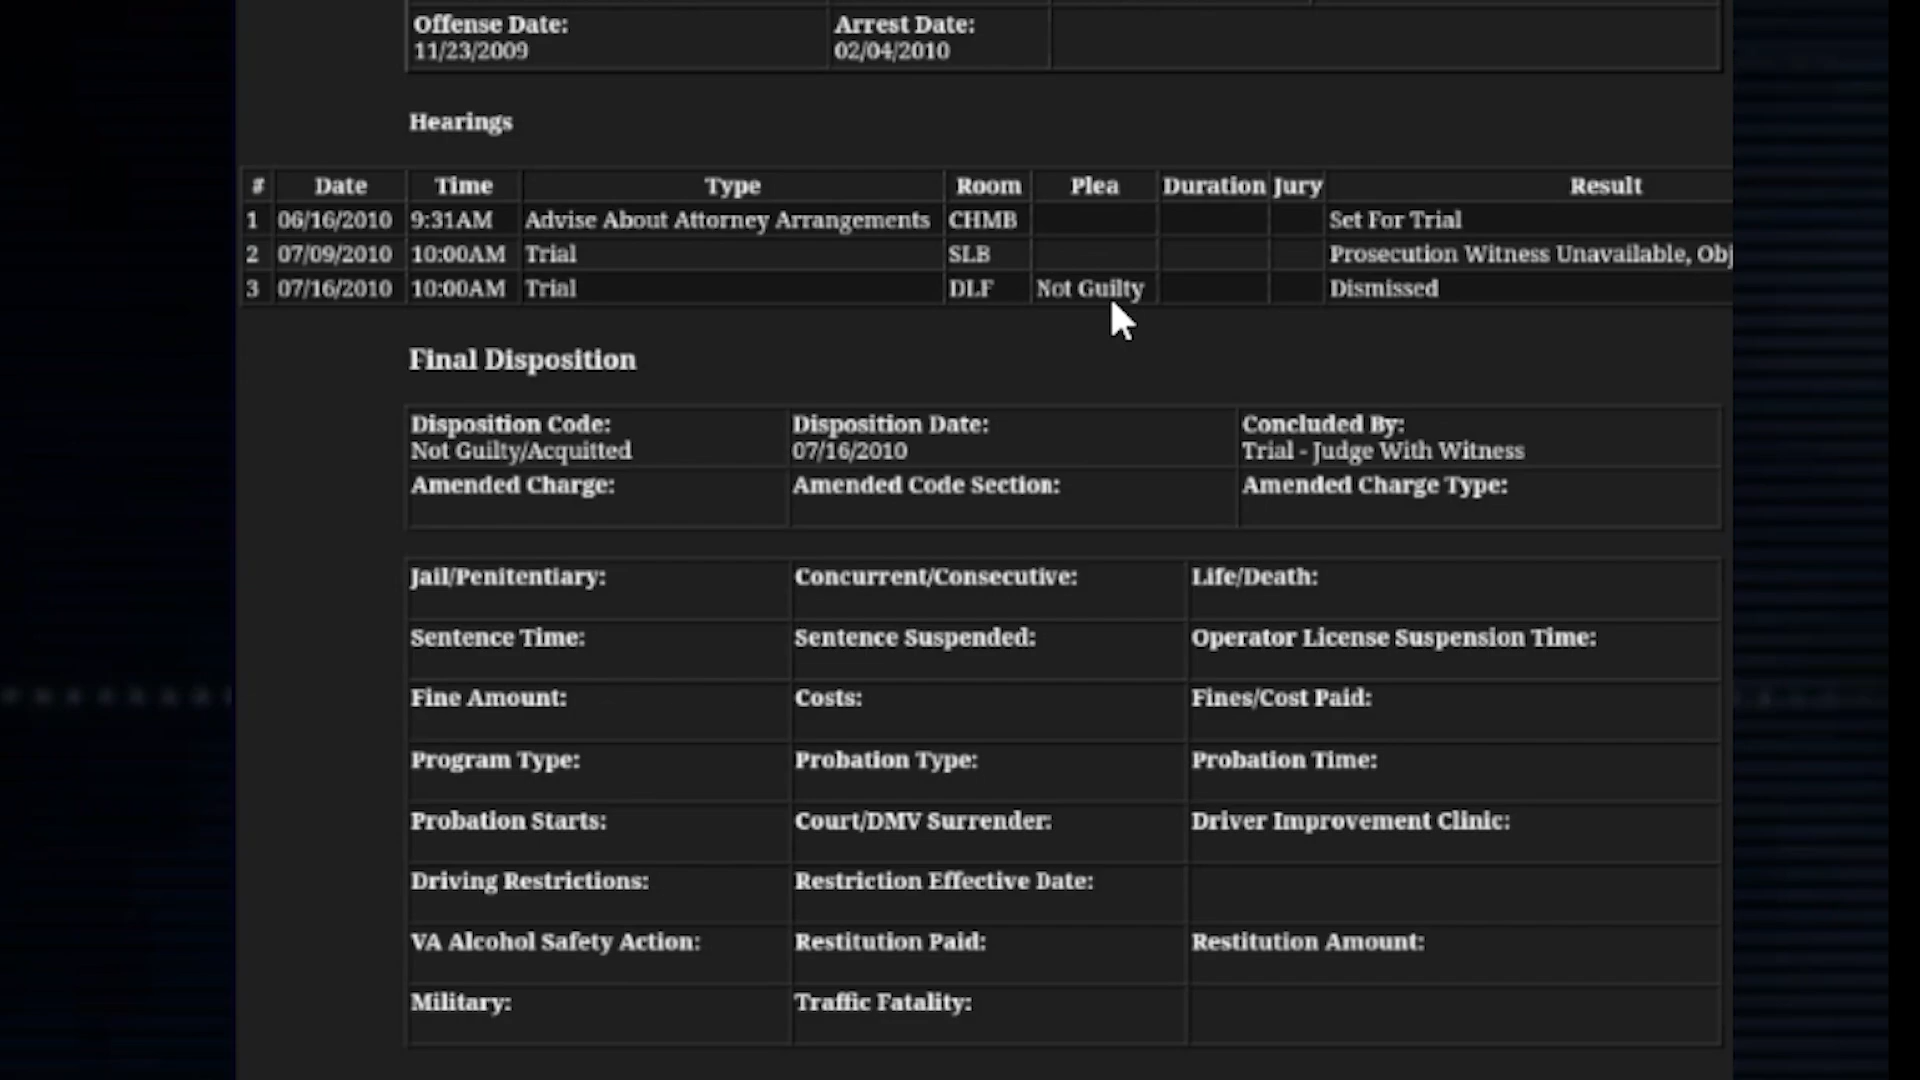 Offense Date: Arrest Date:
11/23/2009 02/04/2010
Hearings
# Date Time Type Room Plea Duration Jury Result
1 06/16/2010 9:31AM Advise About Attorney Arrangements CHMB Set For Trial
2 07/09/2010 10:00AM Trial SLB Prosecution Witness Unavailable, Obj
3 07/16/2010 10:00AM Trial DLF Not Guilty Dismissed
Final Disposition
Disposition Code: Disposition Date: Concluded By:
Not Guilty/Acquitted 07/16/2010 Trial - Judge With Witness
Amended Charge: Amended Code Section: Amended Charge Type:
Jail/Penitentiary: Concurrent/Consecutive: Life/Death:
Sentence Time: Sentence Suspended: Operator License Suspension Time:
Fine Amount: Costs: Fines/Cost Paid:
Program Type: Probation Type: Probation Time:
Probation Starts: Court/DMV Surrender: Driver Improvement Clinic:
Driving Restrictions: Restriction Effective Date:
VA Alcohol Safety Action: Restitution Paid: Restitution Amount:
Military: Traffic Fatality: